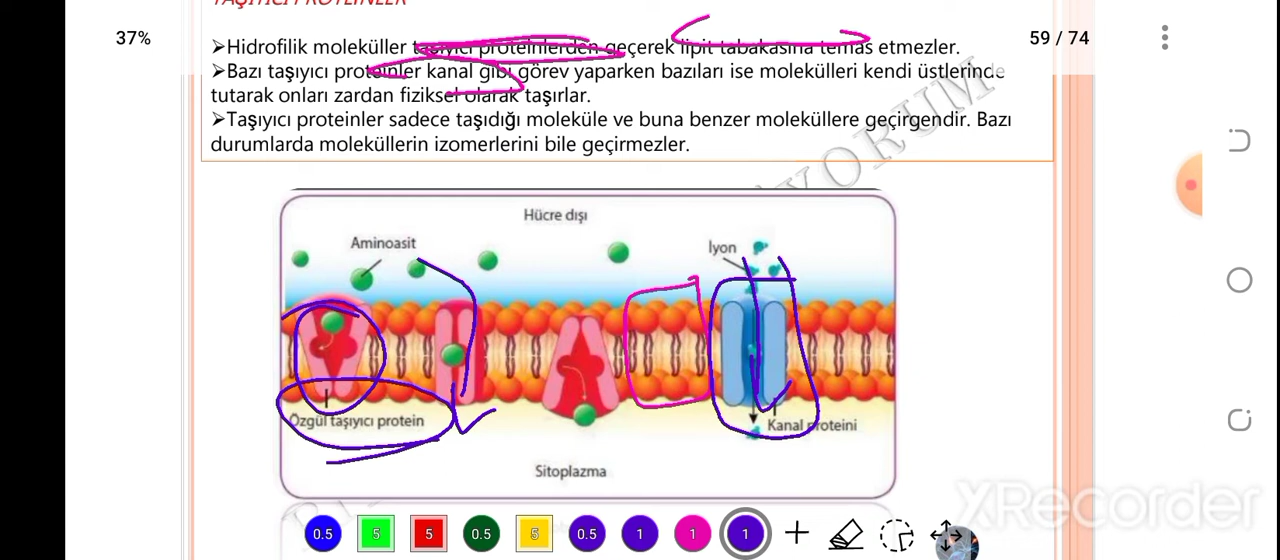 TAŞIYICI PROTEİNLER
37%
59 / 74
➢Hidrofilik moleküller taşıyıcı proteinlerden geçerek lipit tabakasına temas etmezler.
➢Bazı taşıyıcı proteinler kanal gibi görev yaparken bazıları ise molekülleri kendi üstlerinde
tutarak onları zardan fiziksel olarak taşırlar.
➢Taşıyıcı proteinler sadece taşıdığı moleküle ve buna benzer moleküllere geçirgendir. Bazı
durumlarda moleküllerin izomerlerini bile geçirmezler.
YORUM
Hücre dışı
Aminoasit
İyon
Özgül taşıyıcı protein
Kanal proteini
Sitoplazma
XRecorder
0.5 5 5 0.5 5 0.5 1 1 1